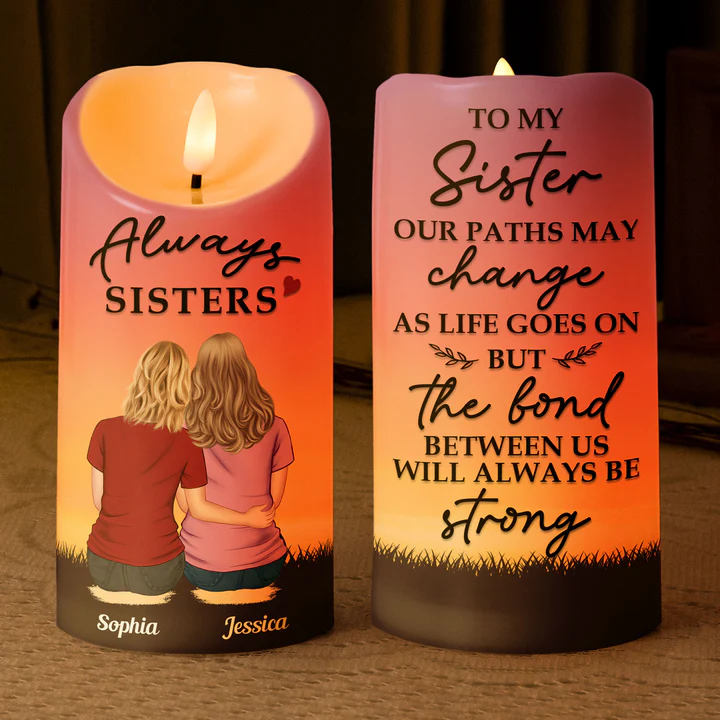 Always
SISTERS
Sophia
Jessica
TO MY
Sister
OUR PATHS MAY
change
AS LIFE GOES ON
BUT
the bond
BETWEEN US
WILL ALWAYS BE
strong